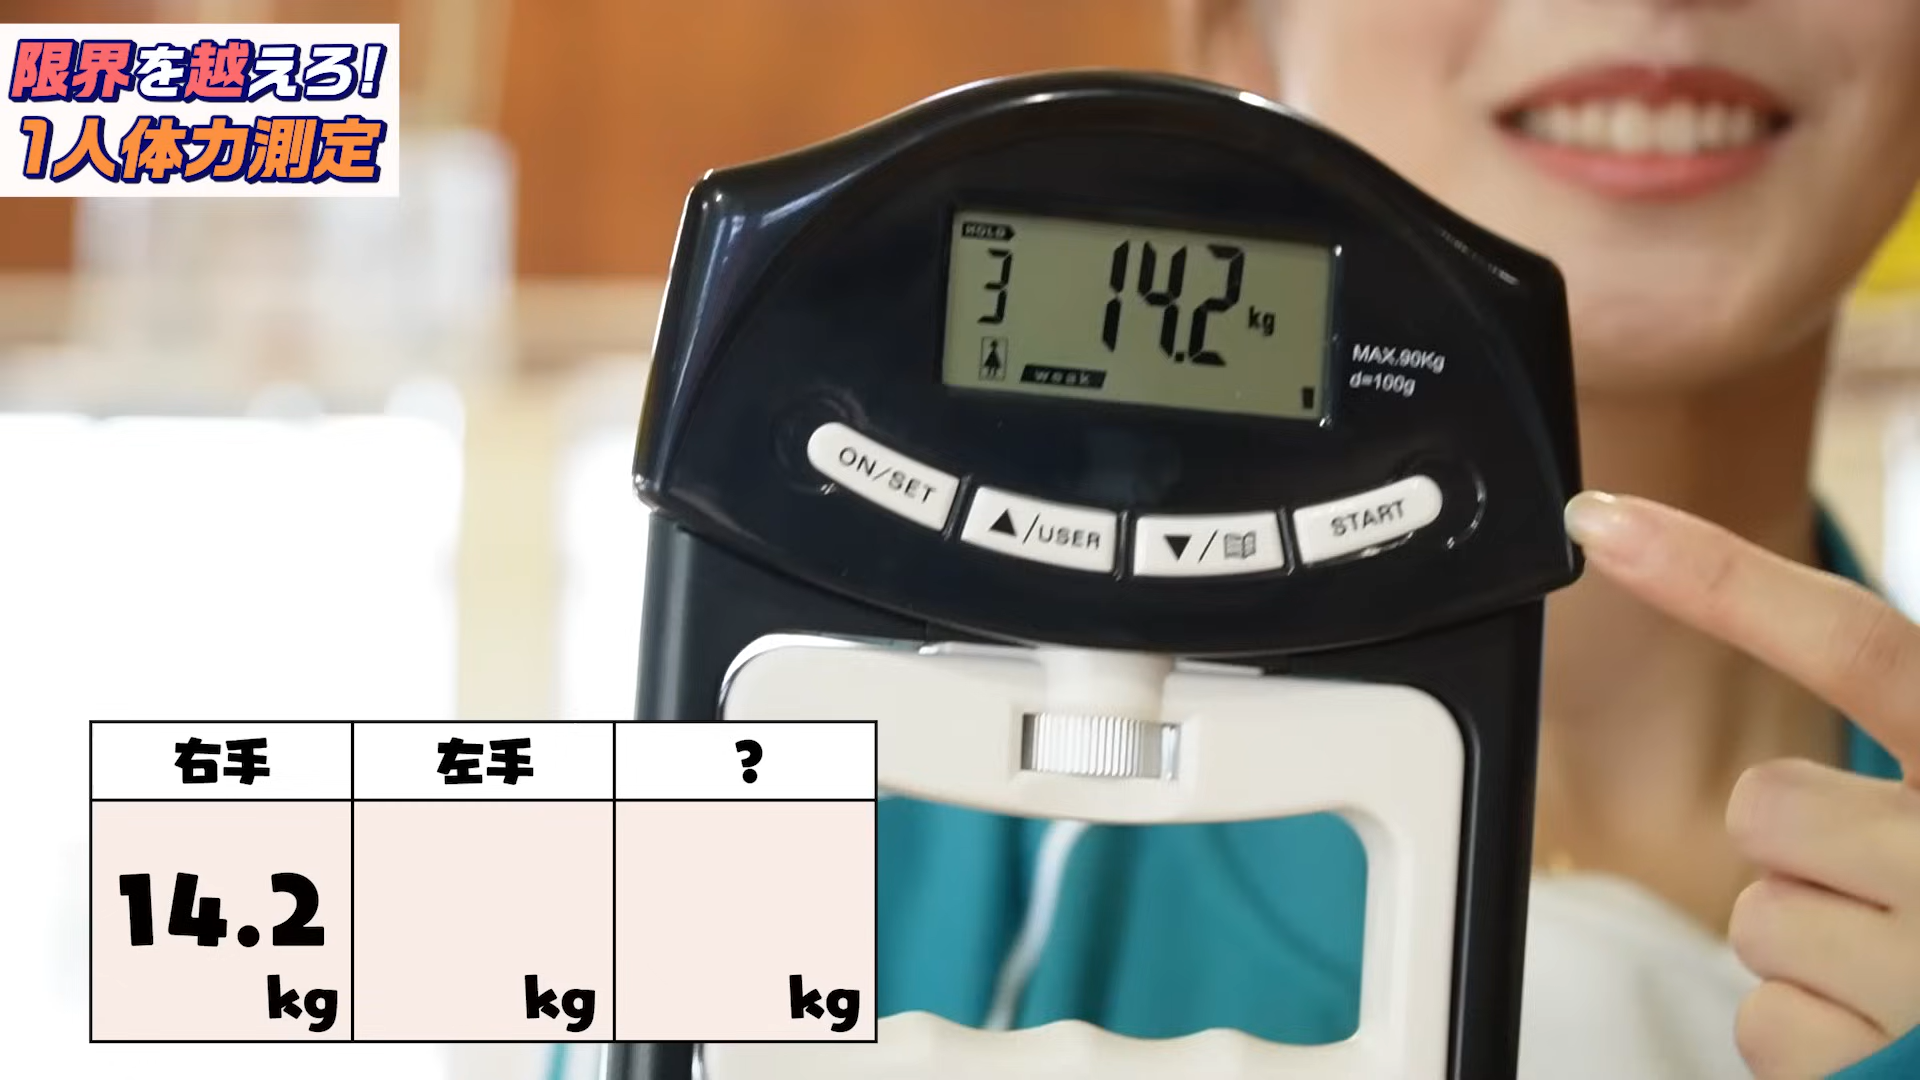 限界を越えろ!
1人体力測定
HOLD
3 14.2 kg
weak
MAX.90Kg
d=100g
ON/SET
▲/USER
▼/
START
右手 左手 ?
14.2
kg kg kg